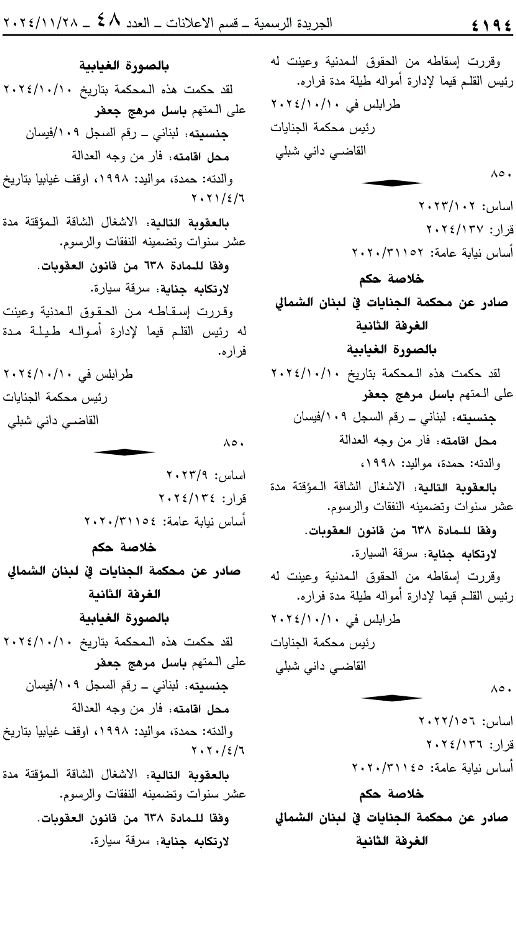 ٤١٩٤
الجريدة الرسمية – قسم الاعلانات – العدد ٤٨ – ٢٠٢٤/١١/٢٨
وقررت إسقاطه من الحقوق المدنية وعينت له
رئيس القلم قيما لإدارة أمواله طيلة مدة فراره.
طرابلس في ٢٠٢٤/١٠/١٠
رئيس محكمة الجنايات
القاضي داني شبلي
٨٥٠
اساس: ٢٠٢٣/١٠٢
قرار: ٢٠٢٤/١٣٧
أساس نيابة عامة: ٢٠٢٠/٣١١٥٢
خلاصة حكم
صادر عن محكمة الجنايات في لبنان الشمالي
الغرفة الثانية
بالصورة الغيابية
لقد حكمت هذه المحكمة بتاريخ ٢٠٢٤/١٠/١٠
على المتهم باسل مرهج جعفر
جنسيته: لبناني – رقم السجل ١٠٩/فيسان
محل اقامته: فار من وجه العدالة
والدته: حمدة، مواليد: ١٩٩٨،
بالعقوبة التالية: الاشغال الشاقة المؤقتة مدة
عشر سنوات وتضمينه النفقات والرسوم.
وفقا للمادة ٦٣٨ من قانون العقوبات.
لارتكابه جناية: سرقة السيارة.
وقررت إسقاطه من الحقوق المدنية وعينت له
رئيس القلم قيما لإدارة أمواله طيلة مدة فراره.
طرابلس في ٢٠٢٤/١٠/١٠
رئيس محكمة الجنايات
القاضي داني شبلي
٨٥٠
اساس: ٢٠٢٢/١٥٦
قرار: ٢٠٢٤/١٣٦
أساس نيابة عامة: ٢٠٢٠/٣١١٤٥
خلاصة حكم
صادر عن محكمة الجنايات في لبنان الشمالي
الغرفة الثانية
بالصورة الغيابية
لقد حكمت هذه المحكمة بتاريخ ٢٠٢٤/١٠/١٠
على المتهم باسل مرهج جعفر
جنسيته: لبناني – رقم السجل ١٠٩/فيسان
محل اقامته: فار من وجه العدالة
والدته: حمدة، مواليد: ١٩٩٨، اوقف غيابيا بتاريخ
٢٠٢١/٤/٦
بالعقوبة التالية: الاشغال الشاقة المؤقتة مدة
عشر سنوات وتضمينه النفقات والرسوم.
وفقا للمادة ٦٣٨ من قانون العقوبات.
لارتكابه جناية: سرقة سيارة.
وقررت إسقاطه من الحقوق المدنية وعينت
له رئيس القلم قيما لإدارة أمواله طيلة مدة
فراره.
طرابلس في ٢٠٢٤/١٠/١٠
رئيس محكمة الجنايات
القاضي داني شبلي
٨٥٠
اساس: ٢٠٢٣/٩
قرار: ٢٠٢٤/١٣٤
أساس نيابة عامة: ٢٠٢٠/٣١١٥٤
خلاصة حكم
صادر عن محكمة الجنايات في لبنان الشمالي
الغرفة الثانية
بالصورة الغيابية
لقد حكمت هذه المحكمة بتاريخ ٢٠٢٤/١٠/١٠
على المتهم باسل مرهج جعفر
جنسيته: لبناني – رقم السجل ١٠٩/فيسان
محل اقامته: فار من وجه العدالة
والدته: حمدة، مواليد: ١٩٩٨، اوقف غيابيا بتاريخ
٢٠٢٠/٤/٦
بالعقوبة التالية: الاشغال الشاقة المؤقتة مدة
عشر سنوات وتضمينه النفقات والرسوم.
وفقا للمادة ٦٣٨ من قانون العقوبات.
لارتكابه جناية: سرقة سيارة.